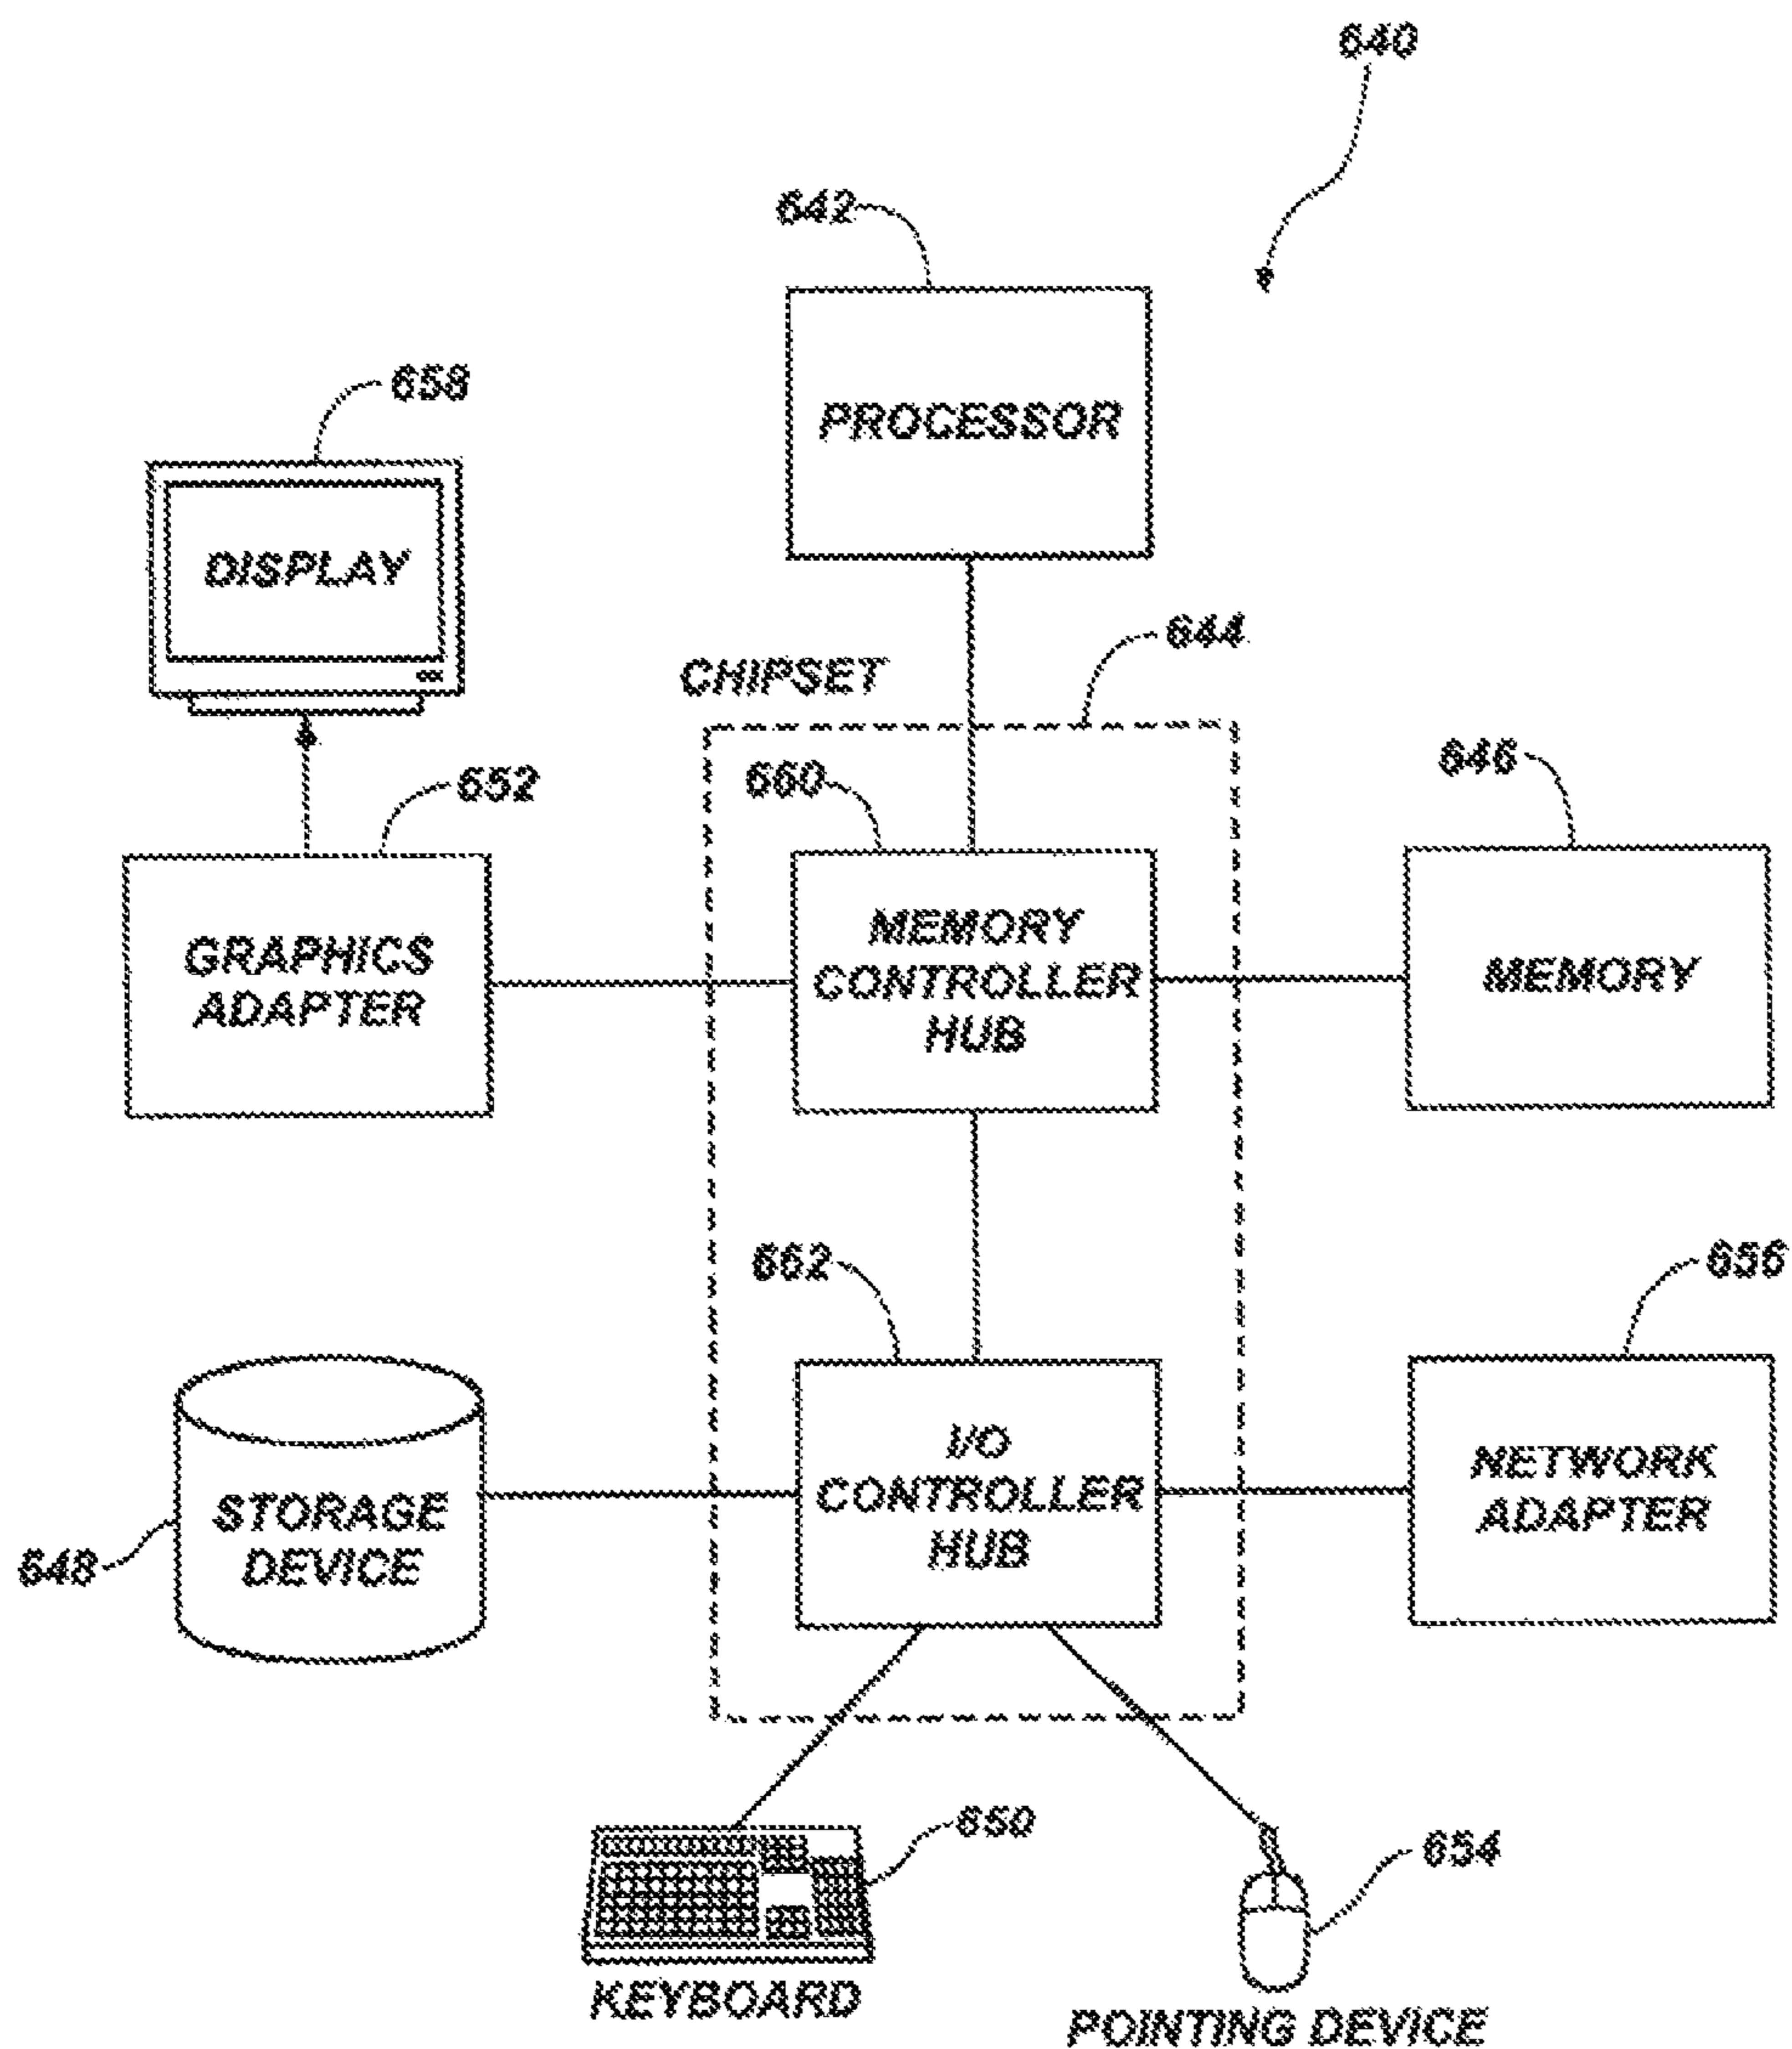 640
642
PROCESSOR
658
DISPLAY
644
CHIPSET
652
660
646
GRAPHICS
ADAPTER
MEMORY
CONTROLLER
HUB
MEMORY
662
656
648
STORAGE
DEVICE
I/O
CONTROLLER
HUB
NETWORK
ADAPTER
650
654
KEYBOARD
POINTING DEVICE